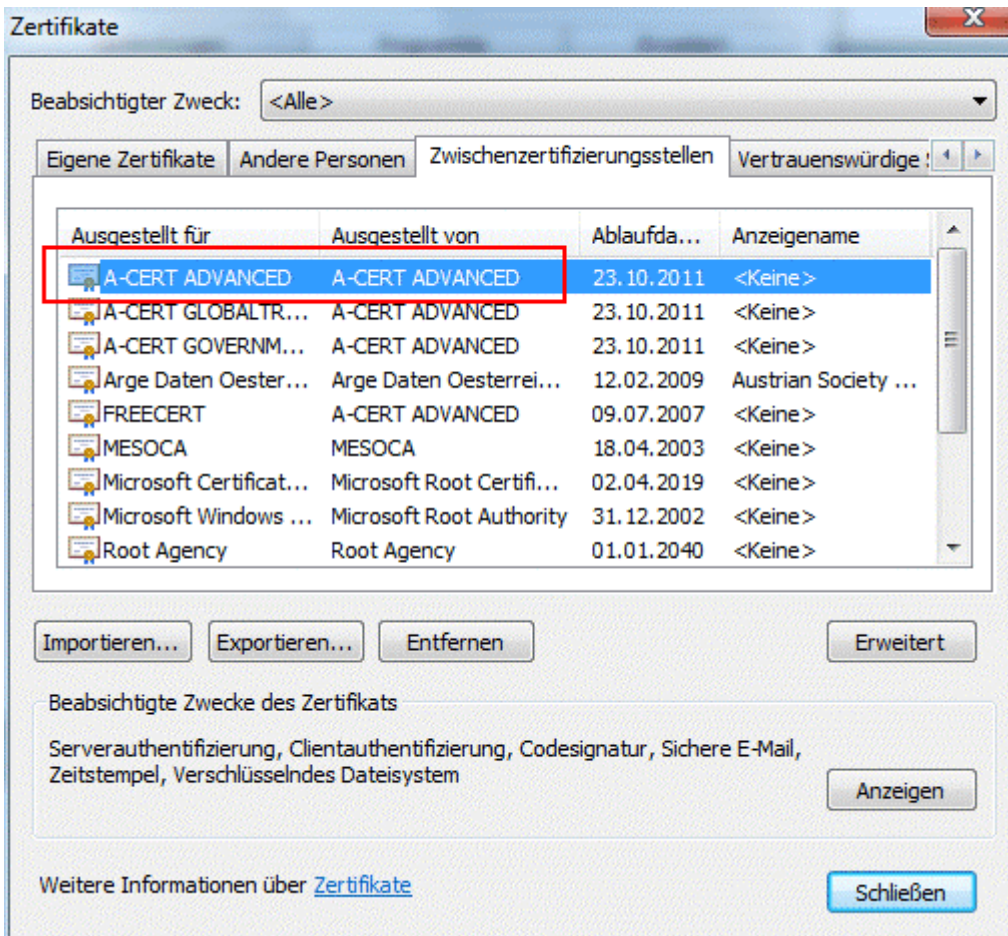 Zertifikate
Beabsichtigter Zweck: <Alle>
Eigene Zertifikate Andere Personen Zwischenzertifizierungsstellen Vertrauenswürdige
Ausgestellt für Ausgestellt von Ablaufda... Anzeigename
A-CERT ADVANCED A-CERT ADVANCED 23.10.2011 <Keine>
A-CERT GLOBALTR... A-CERT ADVANCED 23.10.2011 <Keine>
A-CERT GOVERNM... A-CERT ADVANCED 23.10.2011 <Keine>
Arge Daten Oester... Arge Daten Oesterrei... 12.02.2009 Austrian Society ...
FREECERT A-CERT ADVANCED 09.07.2007 <Keine>
MESOCA MESOCA 18.04.2003 <Keine>
Microsoft Certificat... Microsoft Root Certifi... 02.04.2019 <Keine>
Microsoft Windows ... Microsoft Root Authority 31.12.2002 <Keine>
Root Agency Root Agency 01.01.2040 <Keine>
Importieren... Exportieren... Entfernen Erweitert
Beabsichtigte Zwecke des Zertifikats
Serverauthentifizierung, Clientauthentifizierung, Codesignatur, Sichere E-Mail,
Zeitstempel, Verschlüsselndes Dateisystem
Anzeigen
Weitere Informationen über Zertifikate
Schließen